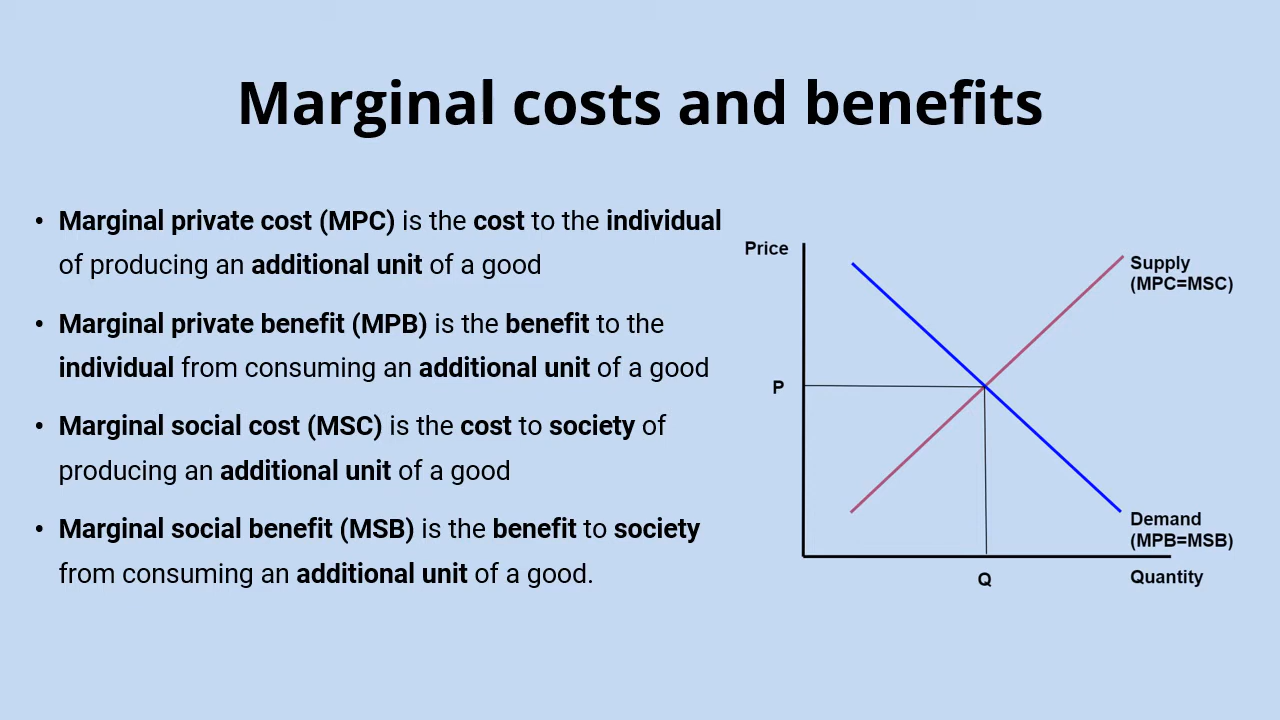 Marginal costs and benefits
• Marginal private cost (MPC) is the cost to the individual
of producing an additional unit of a good
• Marginal private benefit (MPB) is the benefit to the
individual from consuming an additional unit of a good
• Marginal social cost (MSC) is the cost to society of
producing an additional unit of a good
• Marginal social benefit (MSB) is the benefit to society
from consuming an additional unit of a good.
Price
Supply
(MPC=MSC)
P
Demand
(MPB=MSB)
Q
Quantity